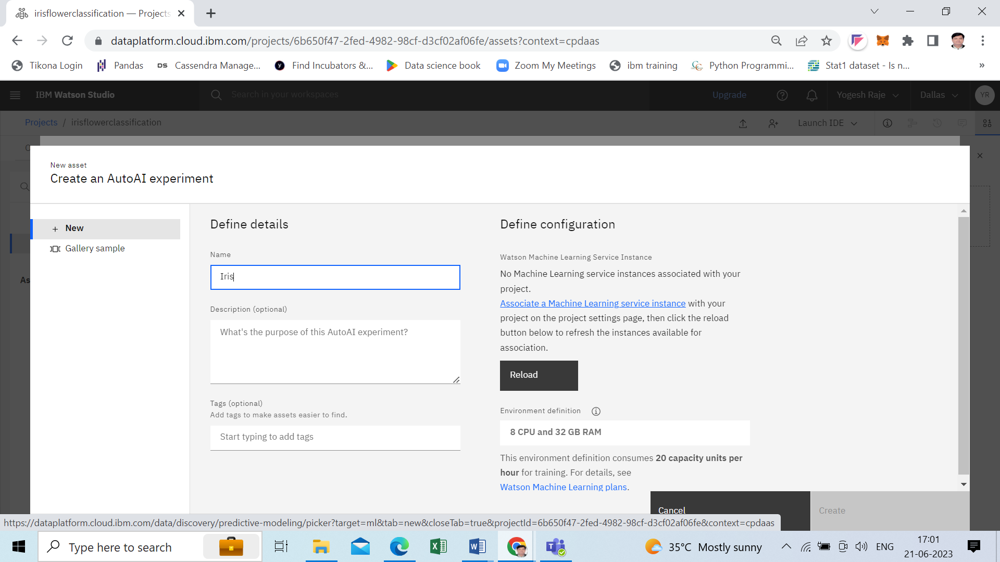 irisflowerclassification — Projects
dataplatform.cloud.ibm.com/projects/6b650f47-2fed-4982-98cf-d3cf02af06fe/assets?context=cpdaas
Tikona Login
Pandas
DS Cassendra Manage...
Find Incubators &...
Data science book
Zoom My Meetings
ibm training
Python Programmi...
Stat1 dataset - Is n...
»
IBM Watson Studio
Search in your workspaces
Upgrade
Yogesh Raje
Dallas
YR
Projects / irisflowerclassification
Launch IDE
O
New asset
Create an AutoAI experiment
+ New
Gallery sample
As
Define details
Name
Iris
Description (optional)
What's the purpose of this AutoAI experiment?
Tags (optional)
Add tags to make assets easier to find.
Start typing to add tags
Define configuration
Watson Machine Learning Service Instance
No Machine Learning service instances associated with your
project.
Associate a Machine Learning service instance with your
project on the project settings page, then click the reload
button below to refresh the instances available for
association.
Reload
Environment definition
8 CPU and 32 GB RAM
This environment definition consumes 20 capacity units per
hour for training. For details, see
Watson Machine Learning plans.
Cancel
Create
https://dataplatform.cloud.ibm.com/data/discovery/predictive-modeling/picker?target=ml&tab=new&closeTab=true&projectId=6b650f47-2fed-4982-98cf-d3cf02af06fe&context=cpdaas
Type here to search
35°C Mostly sunny
ENG
17:01
21-06-2023